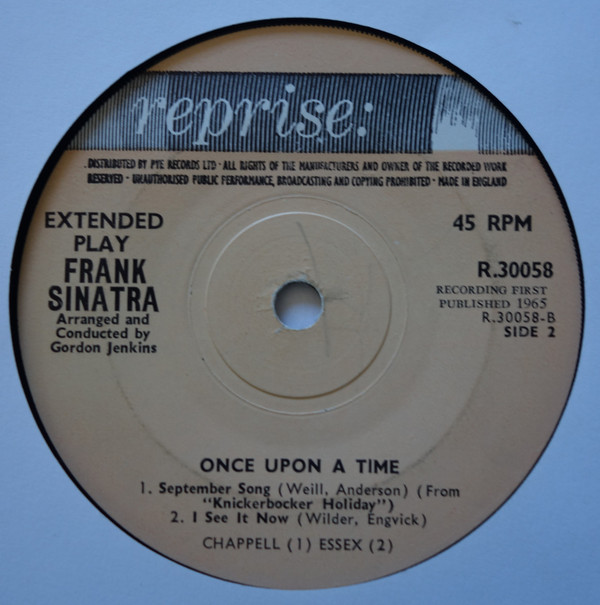 reprise:
DISTRIBUTED BY PYE RECORDS LTD · ALL RIGHTS OF THE MANUFACTURERS AND OWNER OF THE RECORDED WORK
RESERVED · UNAUTHORISED PUBLIC PERFORMANCE, BROADCASTING AND COPYING PROHIBITED · MADE IN ENGLAND
EXTENDED
PLAY
FRANK
SINATRA
Arranged and
Conducted by
Gordon Jenkins
45 RPM
R.30058
RECORDING FIRST
PUBLISHED 1965
R.30058-B
SIDE 2
ONCE UPON A TIME
1. September Song (Weill, Anderson) (From
"Knickerbocker Holiday")
2. I See It Now (Wilder, Engvick)
CHAPPELL (1) ESSEX (2)